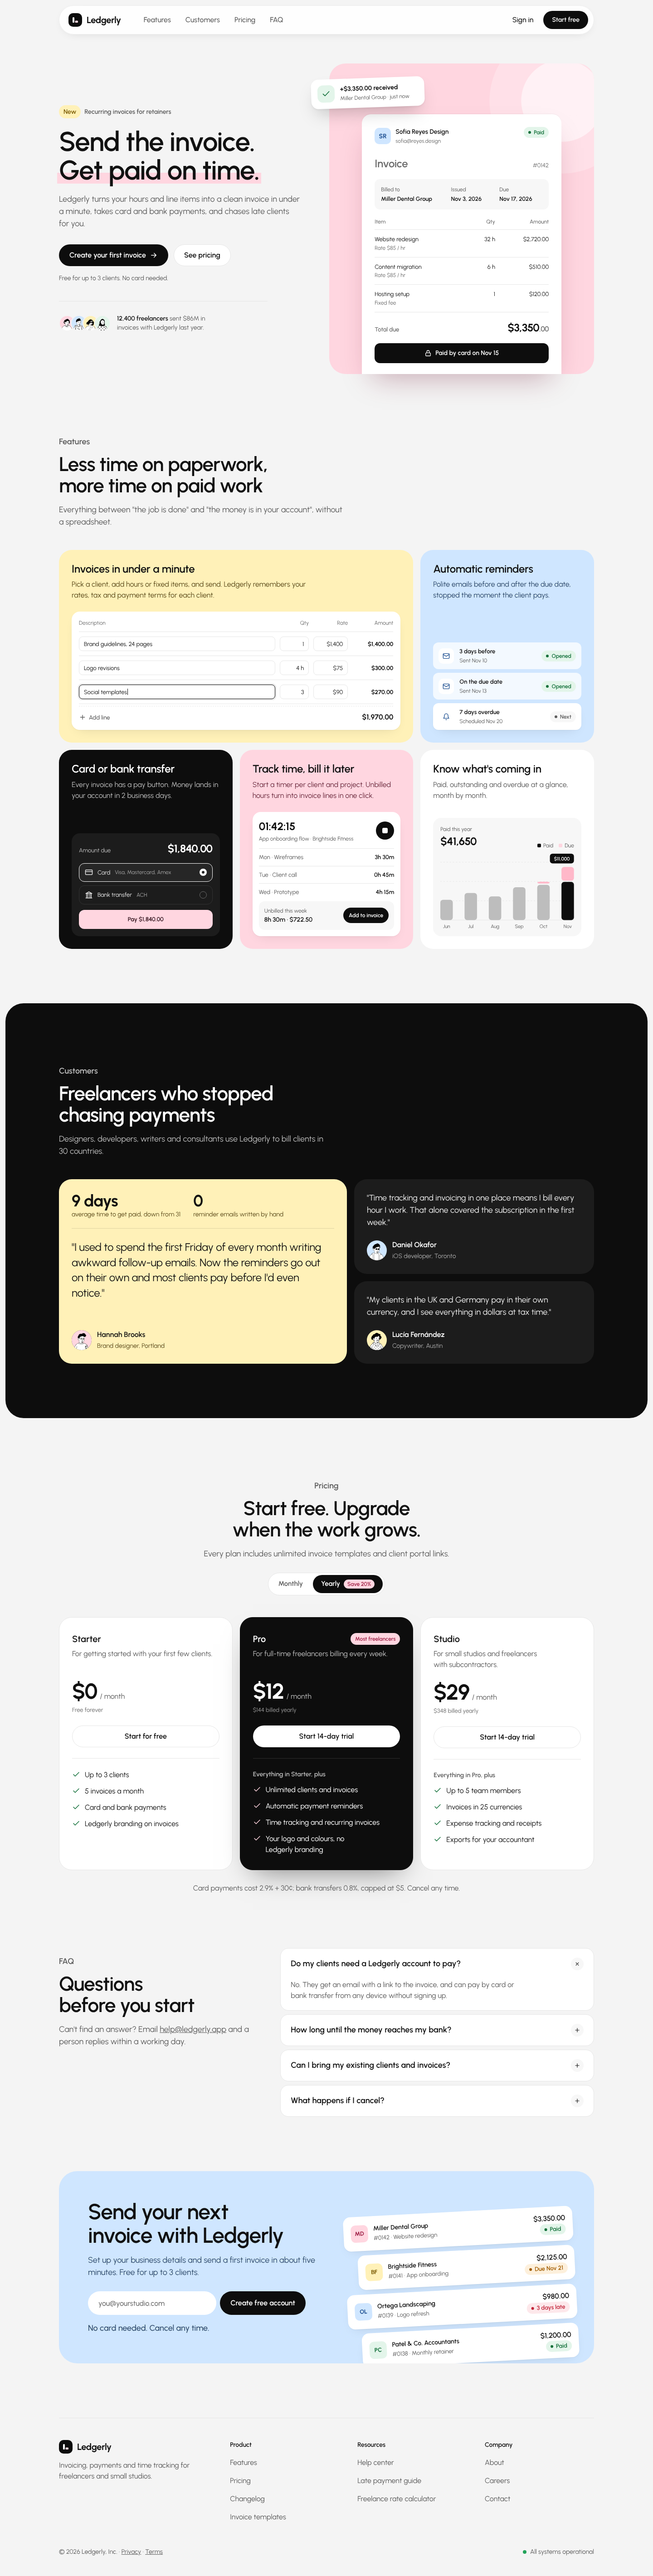 Ledgerly
Features
Customers
Pricing
FAQ
Sign in
Start free
New
Recurring invoices for retainers
Send the invoice.
Get paid on time.
Ledgerly turns your hours and line items into a clean invoice in under
a minute, takes card and bank payments, and chases late clients
for you.
Create your first invoice
See pricing
Free for up to 3 clients. No card needed.
12,400 freelancers sent $86M in
invoices with Ledgerly last year.
+$3,350.00 received
Miller Dental Group · just now
SR
Sofia Reyes Design
sofia@reyes.design
Paid
Invoice
#0142
Billed to
Issued
Due
Miller Dental Group
Nov 3, 2026
Nov 17, 2026
Item
Qty
Amount
Website redesign
32 h
$2,720.00
Rate $85 / hr
Content migration
6 h
$510.00
Rate $85 / hr
Hosting setup
1
$120.00
Fixed fee
Total due
$3,350.00
Paid by card on Nov 15
Features
Less time on paperwork,
more time on paid work
Everything between "the job is done" and "the money is in your account", without
a spreadsheet.
Invoices in under a minute
Pick a client, add hours or fixed items, and send. Ledgerly remembers your
rates, tax and payment terms for each client.
Description
Qty
Rate
Amount
Brand guidelines, 24 pages
1
$1,400
$1,400.00
Logo revisions
4 h
$75
$300.00
Social templates
3
$90
$270.00
Add line
$1,970.00
Automatic reminders
Polite emails before and after the due date,
stopped the moment the client pays.
3 days before
Sent Nov 10
Opened
On the due date
Sent Nov 13
Opened
7 days overdue
Scheduled Nov 20
Next
Card or bank transfer
Every invoice has a pay button. Money lands in
your account in 2 business days.
Amount due
$1,840.00
Card
Visa, Mastercard, Amex
Bank transfer
ACH
Pay $1,840.00
Track time, bill it later
Start a timer per client and project. Unbilled
hours turn into invoice lines in one click.
01:42:15
App onboarding flow · Brightside Fitness
Mon · Wireframes
3h 30m
Tue · Client call
0h 45m
Wed · Prototype
4h 15m
Unbilled this week
8h 30m · $722.50
Add to invoice
Know what's coming in
Paid, outstanding and overdue at a glance,
month by month.
Paid this year
$41,650
Paid
Due
$11,000
Jun
Jul
Aug
Sep
Oct
Nov
Customers
Freelancers who stopped
chasing payments
Designers, developers, writers and consultants use Ledgerly to bill clients in
30 countries.
9 days
average time to get paid, down from 31
0
reminder emails written by hand
"I used to spend the first Friday of every month writing
awkward follow-up emails. Now the reminders go out
on their own and most clients pay before I'd even
notice."
Hannah Brooks
Brand designer, Portland
"Time tracking and invoicing in one place means I bill every
hour I work. That alone covered the subscription in the first
week."
Daniel Okafor
iOS developer, Toronto
"My clients in the UK and Germany pay in their own
currency, and I see everything in dollars at tax time."
Lucía Fernández
Copywriter, Austin
Pricing
Start free. Upgrade
when the work grows.
Every plan includes unlimited invoice templates and client portal links.
Monthly
Yearly
Save 20%
Starter
For getting started with your first few clients.
$0 / month
Free forever
Start for free
Up to 3 clients
5 invoices a month
Card and bank payments
Ledgerly branding on invoices
Pro
Most freelancers
For full-time freelancers billing every week.
$12 / month
$144 billed yearly
Start 14-day trial
Everything in Starter, plus
Unlimited clients and invoices
Automatic payment reminders
Time tracking and recurring invoices
Your logo and colours, no
Ledgerly branding
Studio
For small studios and freelancers
with subcontractors.
$29 / month
$348 billed yearly
Start 14-day trial
Everything in Pro, plus
Up to 5 team members
Invoices in 25 currencies
Expense tracking and receipts
Exports for your accountant
Card payments cost 2.9% + 30¢, bank transfers 0.8%, capped at $5. Cancel any time.
FAQ
Questions
before you start
Can't find an answer? Email help@ledgerly.app and a
person replies within a working day.
Do my clients need a Ledgerly account to pay?
No. They get an email with a link to the invoice, and can pay by card or
bank transfer from any device without signing up.
How long until the money reaches my bank?
Can I bring my existing clients and invoices?
What happens if I cancel?
Send your next
invoice with Ledgerly
Set up your business details and send a first invoice in about five
minutes. Free for up to 3 clients.
you@yourstudio.com
Create free account
No card needed. Cancel any time.
MD
Miller Dental Group
#0142 · Website redesign
$3,350.00
Paid
BF
Brightside Fitness
#0141 · App onboarding
$2,125.00
Due Nov 21
OL
Ortega Landscaping
#0139 · Logo refresh
$980.00
3 days late
PC
Patel & Co. Accountants
#0138 · Monthly retainer
$1,200.00
Paid
Ledgerly
Invoicing, payments and time tracking for
freelancers and small studios.
Product
Features
Pricing
Changelog
Invoice templates
Resources
Help center
Late payment guide
Freelance rate calculator
Company
About
Careers
Contact
© 2026 Ledgerly, Inc. · Privacy · Terms
All systems operational